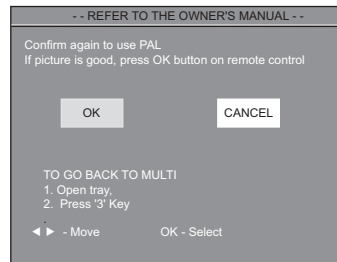 - - REFER TO THE OWNER'S MANUAL - -
Confirm again to use PAL
If picture is good, press OK button on remote control
OK CANCEL
TO GO BACK TO MULTI
1. Open tray,
2. Press '3' Key
.
◄ ► - Move OK - Select